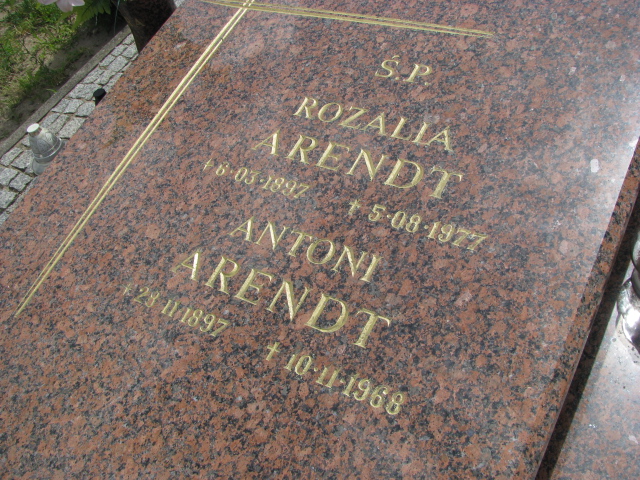 Ś.P.
ROZALIA
ARENDT
* 6·03·1897 † 5·08·1977
ANTONI
ARENDT
* 28·11·1897 † 10·11·1968